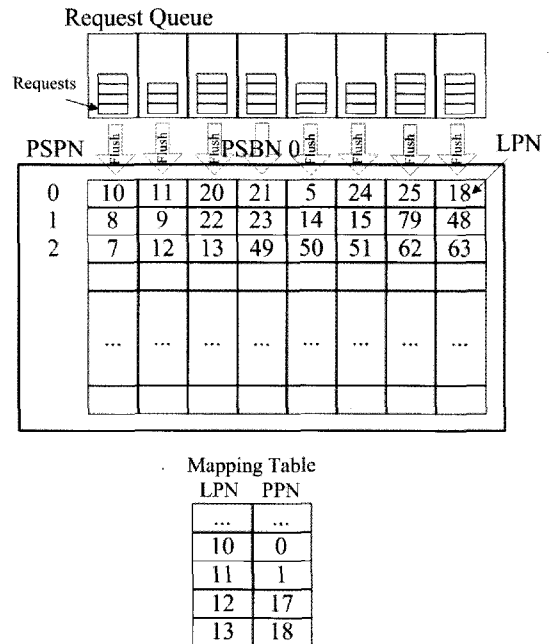 Request Queue
Requests
Flush Flush Flush Flush Flush Flush Flush Flush
PSPN PSBN 0 LPN
0 10 11 20 21 5 24 25 18
1 8 9 22 23 14 15 79 48
2 7 12 13 49 50 51 62 63
... ... ... ... ... ... ... ...
Mapping Table
LPN PPN
... ...
10 0
11 1
12 17
13 18